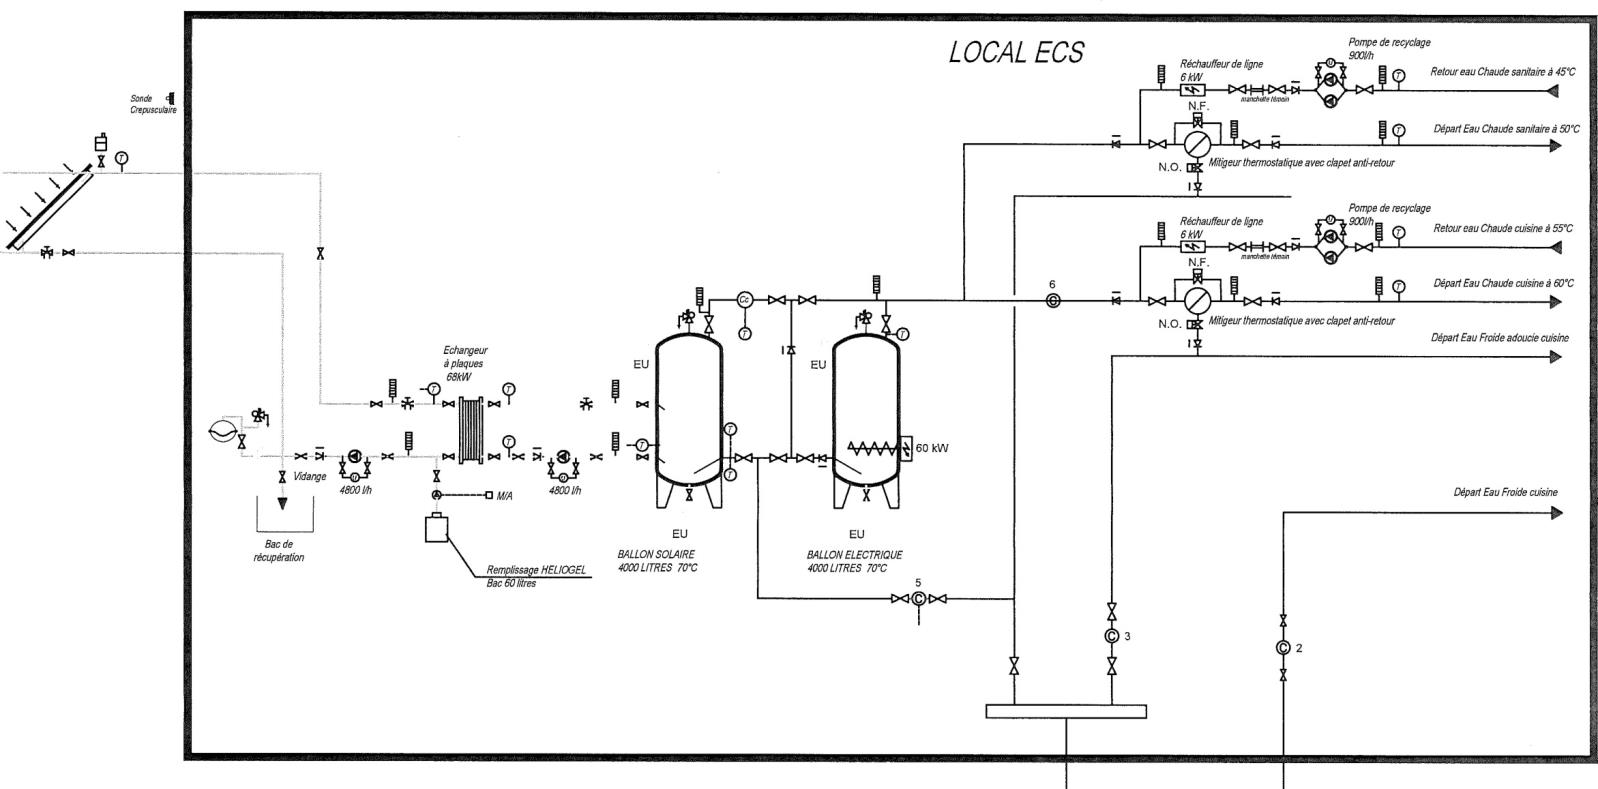 LOCAL ECS
Sonde
Crepusculaire
T
Réchauffeur de ligne
6 kW
manchette témoin
Pompe de recyclage
900l/h
T
Retour eau Chaude sanitaire à 45°C
N.F.
T
Départ Eau Chaude sanitaire à 50°C
N.O.
Mitigeur thermostatique avec clapet anti-retour
Réchauffeur de ligne
6 kW
manchette témoin
Pompe de recyclage
900l/h
T
Retour eau Chaude cuisine à 55°C
N.F.
T
Départ Eau Chaude cuisine à 60°C
N.O.
Mitigeur thermostatique avec clapet anti-retour
Départ Eau Froide adoucie cuisine
6
C
Cc
T
T
EU
EU
Echangeur
à plaques
68kW
T
T
T
T
T
T
60 kW
Vidange
4800 l/h
4800 l/h
M/A
Bac de
récupération
Remplissage HELIOGEL
Bac 60 litres
EU
BALLON SOLAIRE
4000 LITRES 70°C
EU
BALLON ELECTRIQUE
4000 LITRES 70°C
Départ Eau Froide cuisine
5
C
C 3
C 2